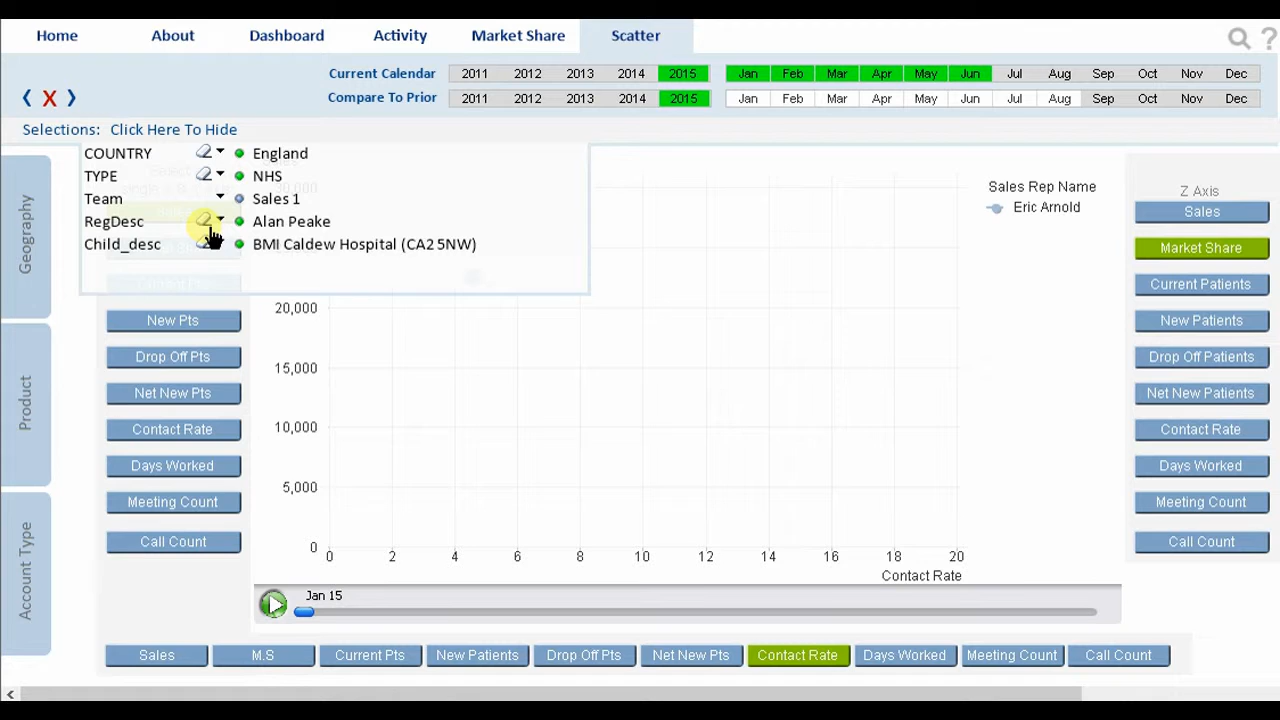 Home About Dashboard Activity Market Share Scatter
Current Calendar 2011 2012 2013 2014 2015 Jan Feb Mar Apr May Jun Jul Aug Sep Oct Nov Dec
Compare To Prior 2011 2012 2013 2014 2015 Jan Feb Mar Apr May Jun Jul Aug Sep Oct Nov Dec
< X >
Selections: Click Here To Hide
COUNTRY England
TYPE NHS
Team Sales 1
RegDesc Alan Peake
Child_desc BMI Caldew Hospital (CA2 5NW)
Geography
Product
Account Type
New Pts
Drop Off Pts
Net New Pts
Contact Rate
Days Worked
Meeting Count
Call Count
20,000
15,000
10,000
5,000
0
0 2 4 6 8 10 12 14 16 18 20
Contact Rate
Sales Rep Name
Eric Arnold
Z Axis
Sales
Market Share
Current Patients
New Patients
Drop Off Patients
Net New Patients
Contact Rate
Days Worked
Meeting Count
Call Count
Jan 15
Sales M.S Current Pts New Patients Drop Off Pts Net New Pts Contact Rate Days Worked Meeting Count Call Count